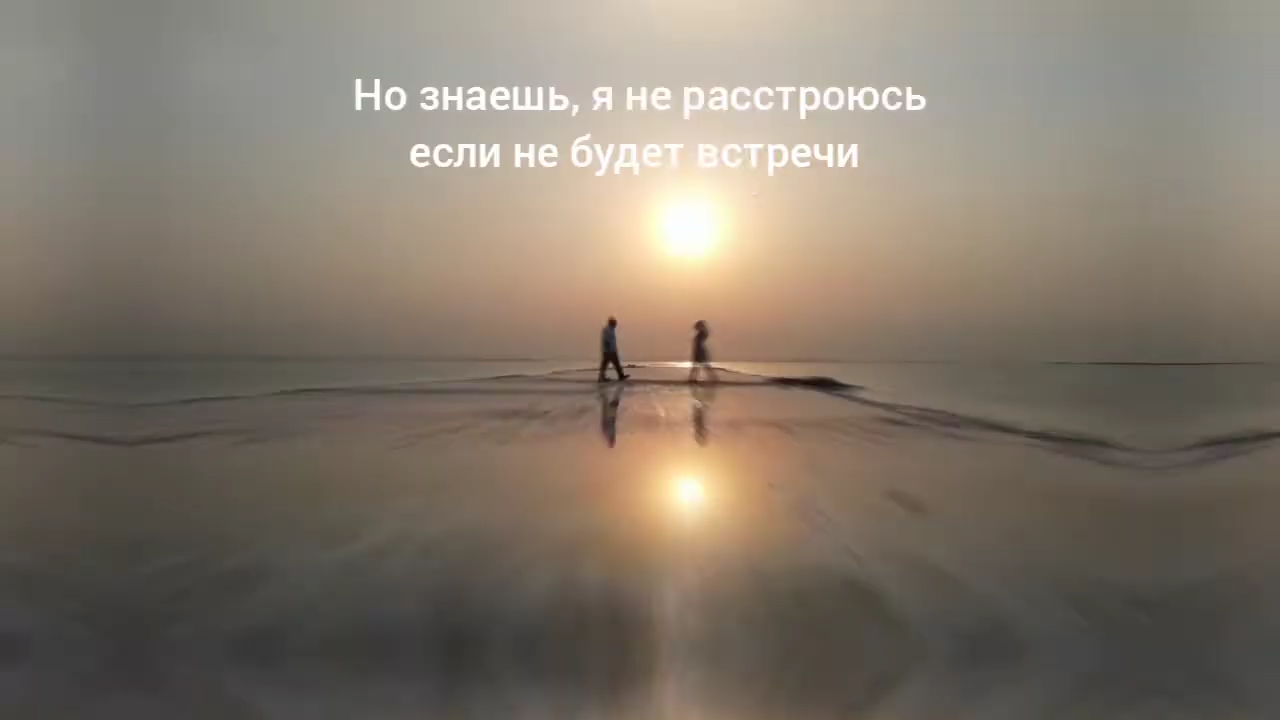 Но знаешь, я не расстроюсь
если не будет встречи